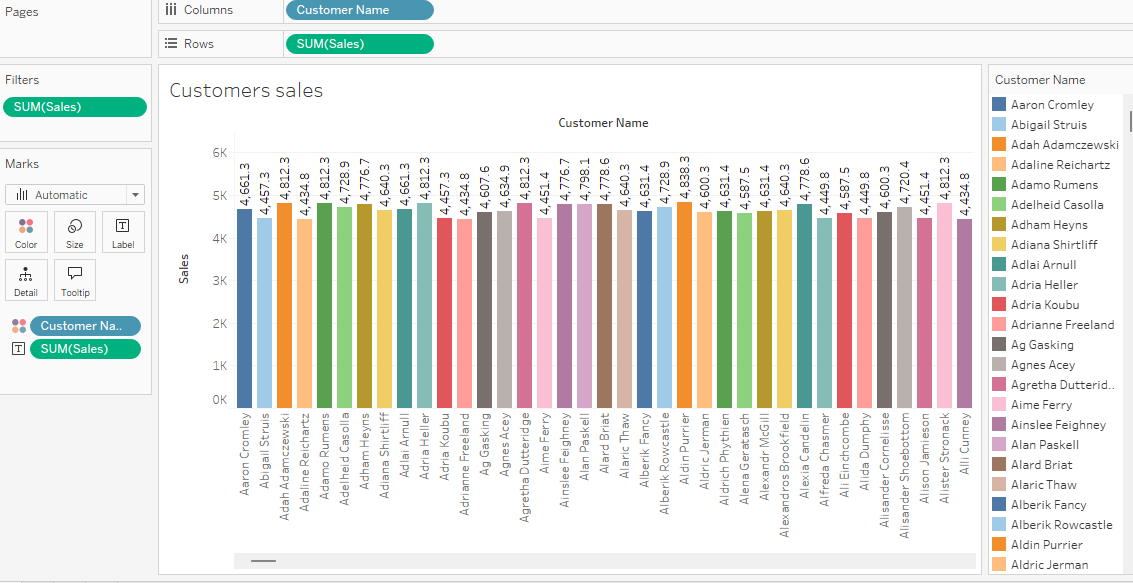 Pages
Columns
Customer Name
Rows
SUM(Sales)
Filters
SUM(Sales)
Marks
Automatic
Color
Size
Label
Detail
Tooltip
Customer Na..
SUM(Sales)
Customers sales
Customer Name
6K
5K
4K
3K
2K
1K
0K
Sales
4,661.3
4,457.3
4,812.3
4,434.8
4,812.3
4,728.9
4,776.7
4,640.3
4,661.3
4,812.3
4,457.3
4,434.8
4,607.6
4,634.9
4,812.3
4,451.4
4,776.7
4,798.1
4,778.6
4,640.3
4,631.4
4,728.9
4,838.3
4,600.3
4,631.4
4,587.5
4,631.4
4,640.3
4,778.6
4,449.8
4,587.5
4,449.8
4,600.3
4,720.4
4,451.4
4,812.3
4,434.8
Aaron Cromley
Abigail Struis
Adah Adamczewski
Adaline Reichartz
Adamo Rumens
Adelheid Casolla
Adham Heyns
Adiana Shirtliff
Adlai Arnull
Adria Heller
Adria Koubu
Adrianne Freeland
Ag Gasking
Agnes Acey
Agretha Dutteridge
Aime Ferry
Ainslee Feighney
Alan Paskell
Alard Briat
Alaric Thaw
Alberik Fancy
Alberik Rowcastle
Aldin Purrier
Aldric Jerman
Aldrich Phythien
Alena Geratasch
Alexandr McGill
Alexandros Brookfield
Alexia Candelin
Alfreda Chasmer
Ali Einchcombe
Alida Dumphy
Alisander Cornelisse
Alisander Shoebottom
Alison Jamieson
Alister Stronack
Alli Cunney
Customer Name
Aaron Cromley
Abigail Struis
Adah Adamczewski
Adaline Reichartz
Adamo Rumens
Adelheid Casolla
Adham Heyns
Adiana Shirtliff
Adlai Arnull
Adria Heller
Adria Koubu
Adrianne Freeland
Ag Gasking
Agnes Acey
Agretha Dutterid..
Aime Ferry
Ainslee Feighney
Alan Paskell
Alard Briat
Alaric Thaw
Alberik Fancy
Alberik Rowcastle
Aldin Purrier
Aldric Jerman